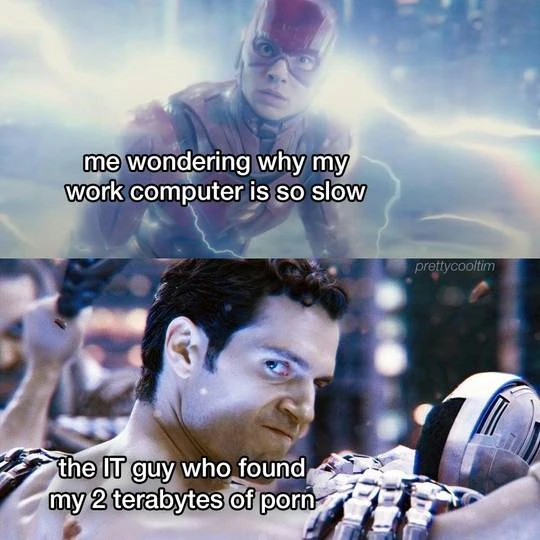 me wondering why my
work computer is so slow
prettycooltim
the IT guy who found
my 2 terabytes of porn